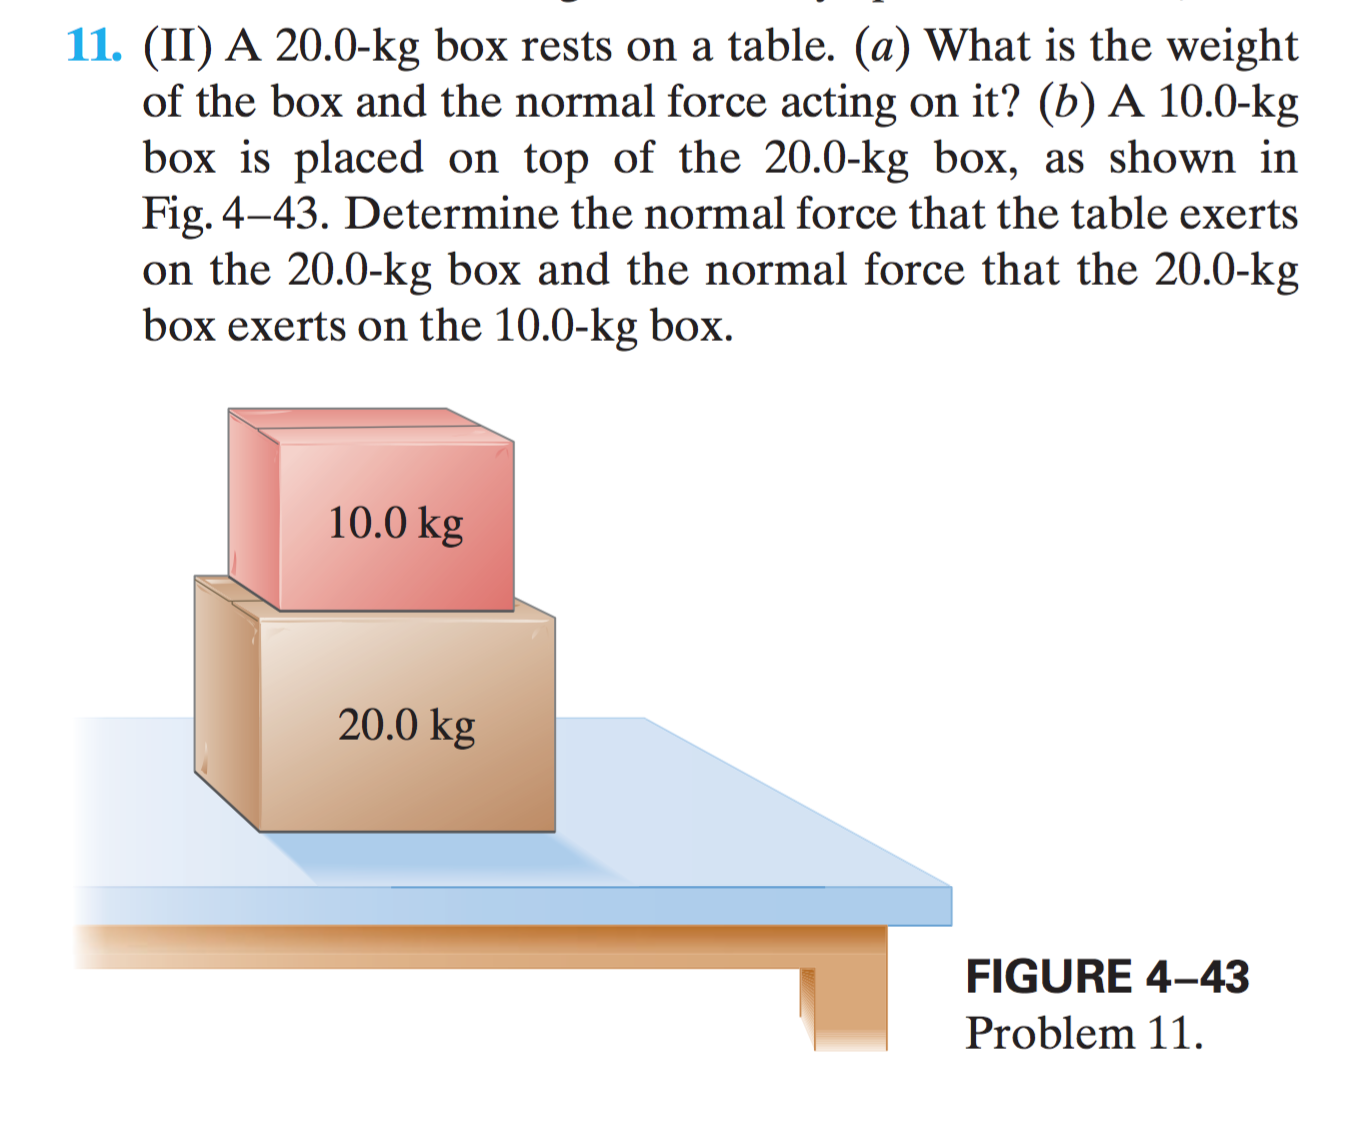 11. (II) A 20.0-kg box rests on a table. (a) What is the weight
of the box and the normal force acting on it? (b) A 10.0-kg
box is placed on top of the 20.0-kg box, as shown in
Fig. 4–43. Determine the normal force that the table exerts
on the 20.0-kg box and the normal force that the 20.0-kg
box exerts on the 10.0-kg box.
10.0 kg
20.0 kg
FIGURE 4–43
Problem 11.